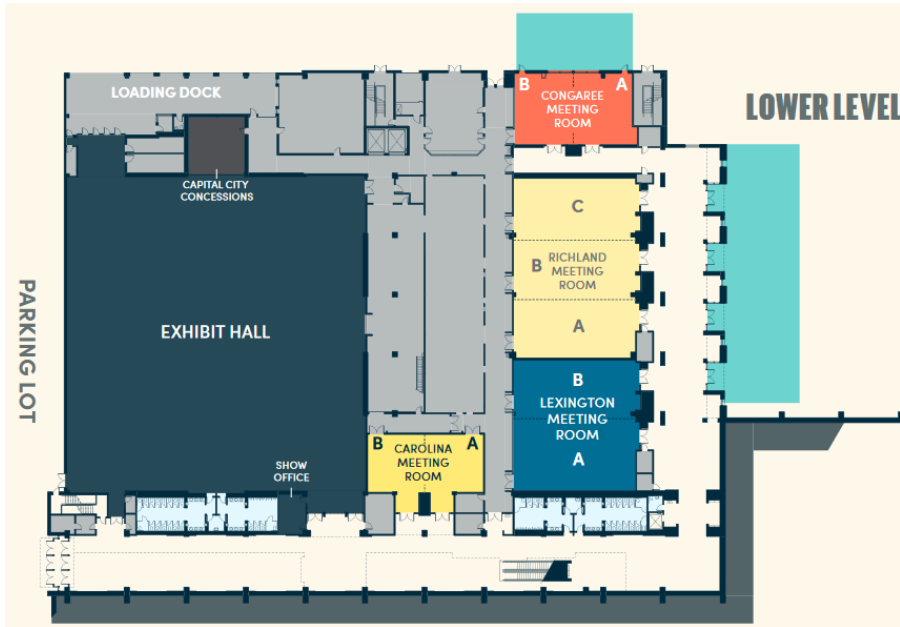 LOADING DOCK
B
A
CONGAREE
MEETING
ROOM
LOWER LEVEL
CAPITAL CITY
CONCESSIONS
C
B
RICHLAND
MEETING
ROOM
A
PARKING LOT
EXHIBIT HALL
B
LEXINGTON
MEETING
ROOM
A
B
A
CAROLINA
MEETING
ROOM
SHOW
OFFICE